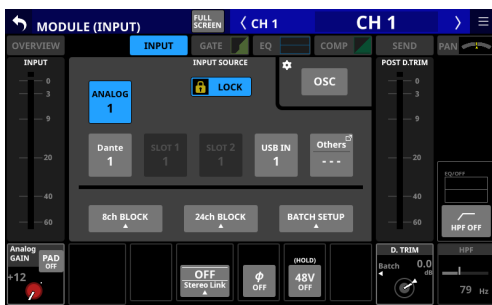 MODULE (INPUT)
FULL
SCREEN
CH 1
CH 1
OVERVIEW
INPUT
GATE
EQ
COMP
SEND
PAN
INPUT
INPUT SOURCE
POST D.TRIM
0
3
9
20
40
60
ANALOG
1
LOCK
OSC
Dante
1
SLOT 1
1
SLOT 2
1
USB IN
1
Others
---
8ch BLOCK
24ch BLOCK
BATCH SETUP
0
3
9
20
40
60
EQ/OFF
HPF OFF
Analog
GAIN
PAD
OFF
+12
OFF
Stereo Link
ϕ
OFF
(HOLD)
48V
OFF
D. TRIM
Batch
0.0
dB
HPF
79 Hz